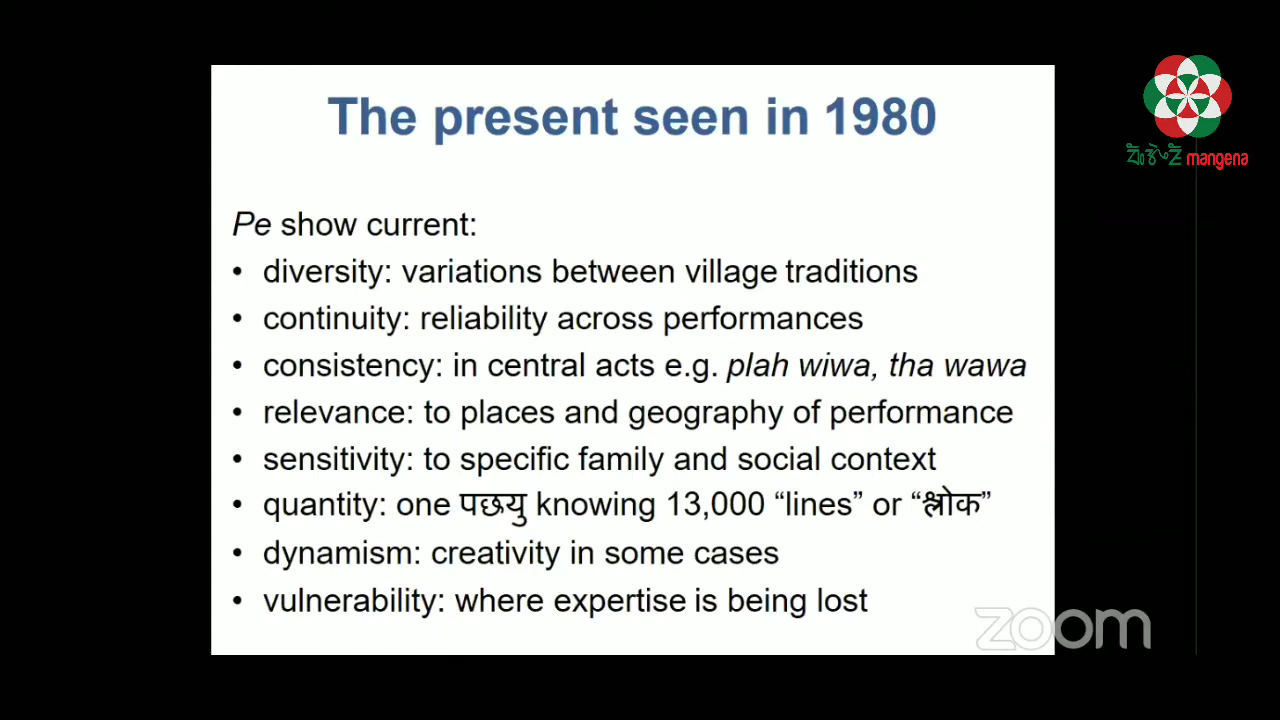 The present seen in 1980
Pe show current:
• diversity: variations between village traditions
• continuity: reliability across performances
• consistency: in central acts e.g. plah wiwa, tha wawa
• relevance: to places and geography of performance
• sensitivity: to specific family and social context
• quantity: one पछयु knowing 13,000 “lines” or “श्लोक”
• dynamism: creativity in some cases
• vulnerability: where expertise is being lost
mangena
zoom